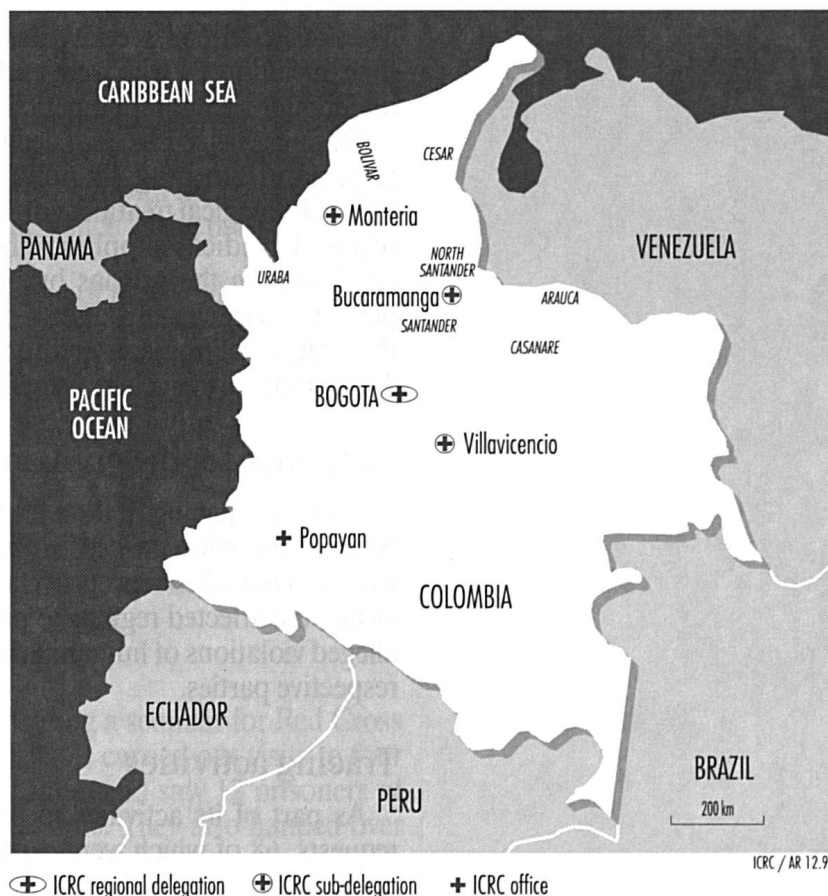 CARIBBEAN SEA
BOLIVAR
CESAR
Monteria
PANAMA
VENEZUELA
URABA
NORTH
SANTANDER
Bucaramanga
ARAUCA
SANTANDER
CASANARE
PACIFIC
OCEAN
BOGOTA
Villavicencio
Popayan
COLOMBIA
ECUADOR
PERU
BRAZIL
200 km
ICRC / AR 12.9
ICRC regional delegation ICRC sub-delegation ICRC office